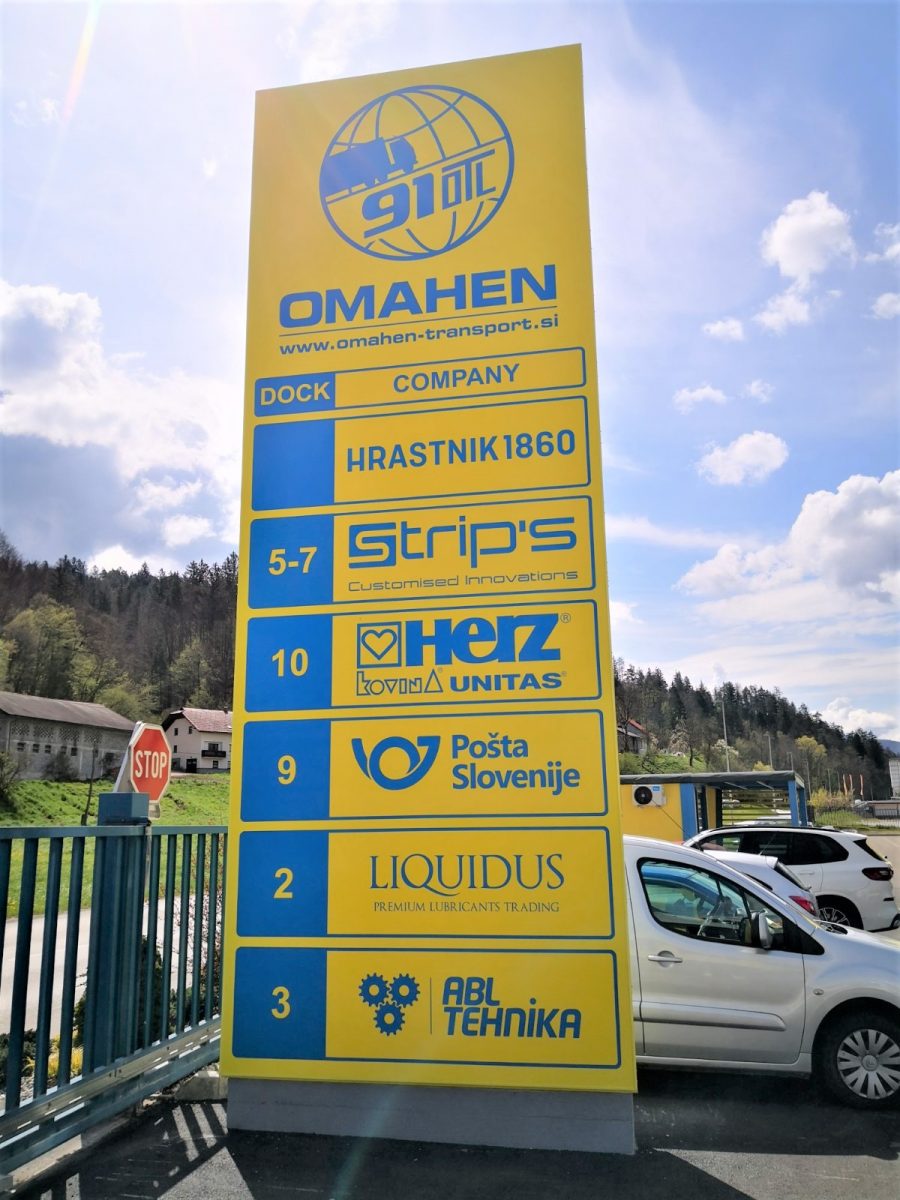 91 OTL
OMAHEN
www.omahen-transport.si
DOCK COMPANY
HRASTNIK1860
5-7 Strip's
Customised Innovations
10 Herz®
KOVINA® UNITAS®
9 Pošta
Slovenije
2 LIQUIDUS
PREMIUM LUBRICANTS TRADING
3 ABL
TEHNIKA
STOP